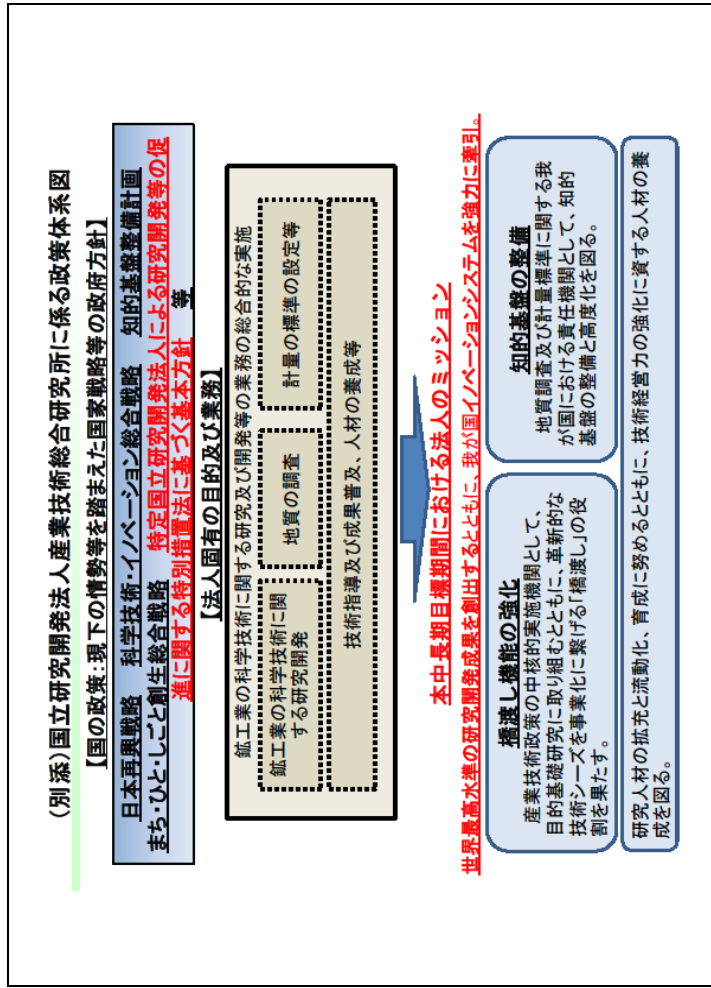 (別添)国立研究開発法人産業技術総合研究所に係る政策体系図
【国の政策:現下の情勢等を踏まえた国家戦略等の政府方針】
日本再興戦略　科学技術・イノベーション総合戦略　知的基盤整備計画
まち・ひと・しごと創生総合戦略　特定国立研究開発法人による研究開発等の促
進に関する特別措置法に基づく基本方針　等
【法人固有の目的及び業務】
鉱工業の科学技術に関する研究及び開発等の業務の総合的な実施
鉱工業の科学技術に関
する研究開発
地質の調査
計量の標準の設定等
技術指導及び成果普及、人材の養成等
本中長期目標期間における法人のミッション
世界最高水準の研究開発成果を創出するとともに、我が国イノベーションシステムを強力に牽引。
橋渡し機能の強化
産業技術政策の中核的実施機関として、
目的基礎研究に取り組むとともに、革新的な
技術シーズを事業化に繋げる「橋渡し」の役
割を果たす。
知的基盤の整備
地質調査及び計量標準に関する我
が国における責任機関として、知的
基盤の整備と高度化を図る。
研究人材の拡充と流動化、育成に努めるとともに、技術経営力の強化に資する人材の養
成を図る。